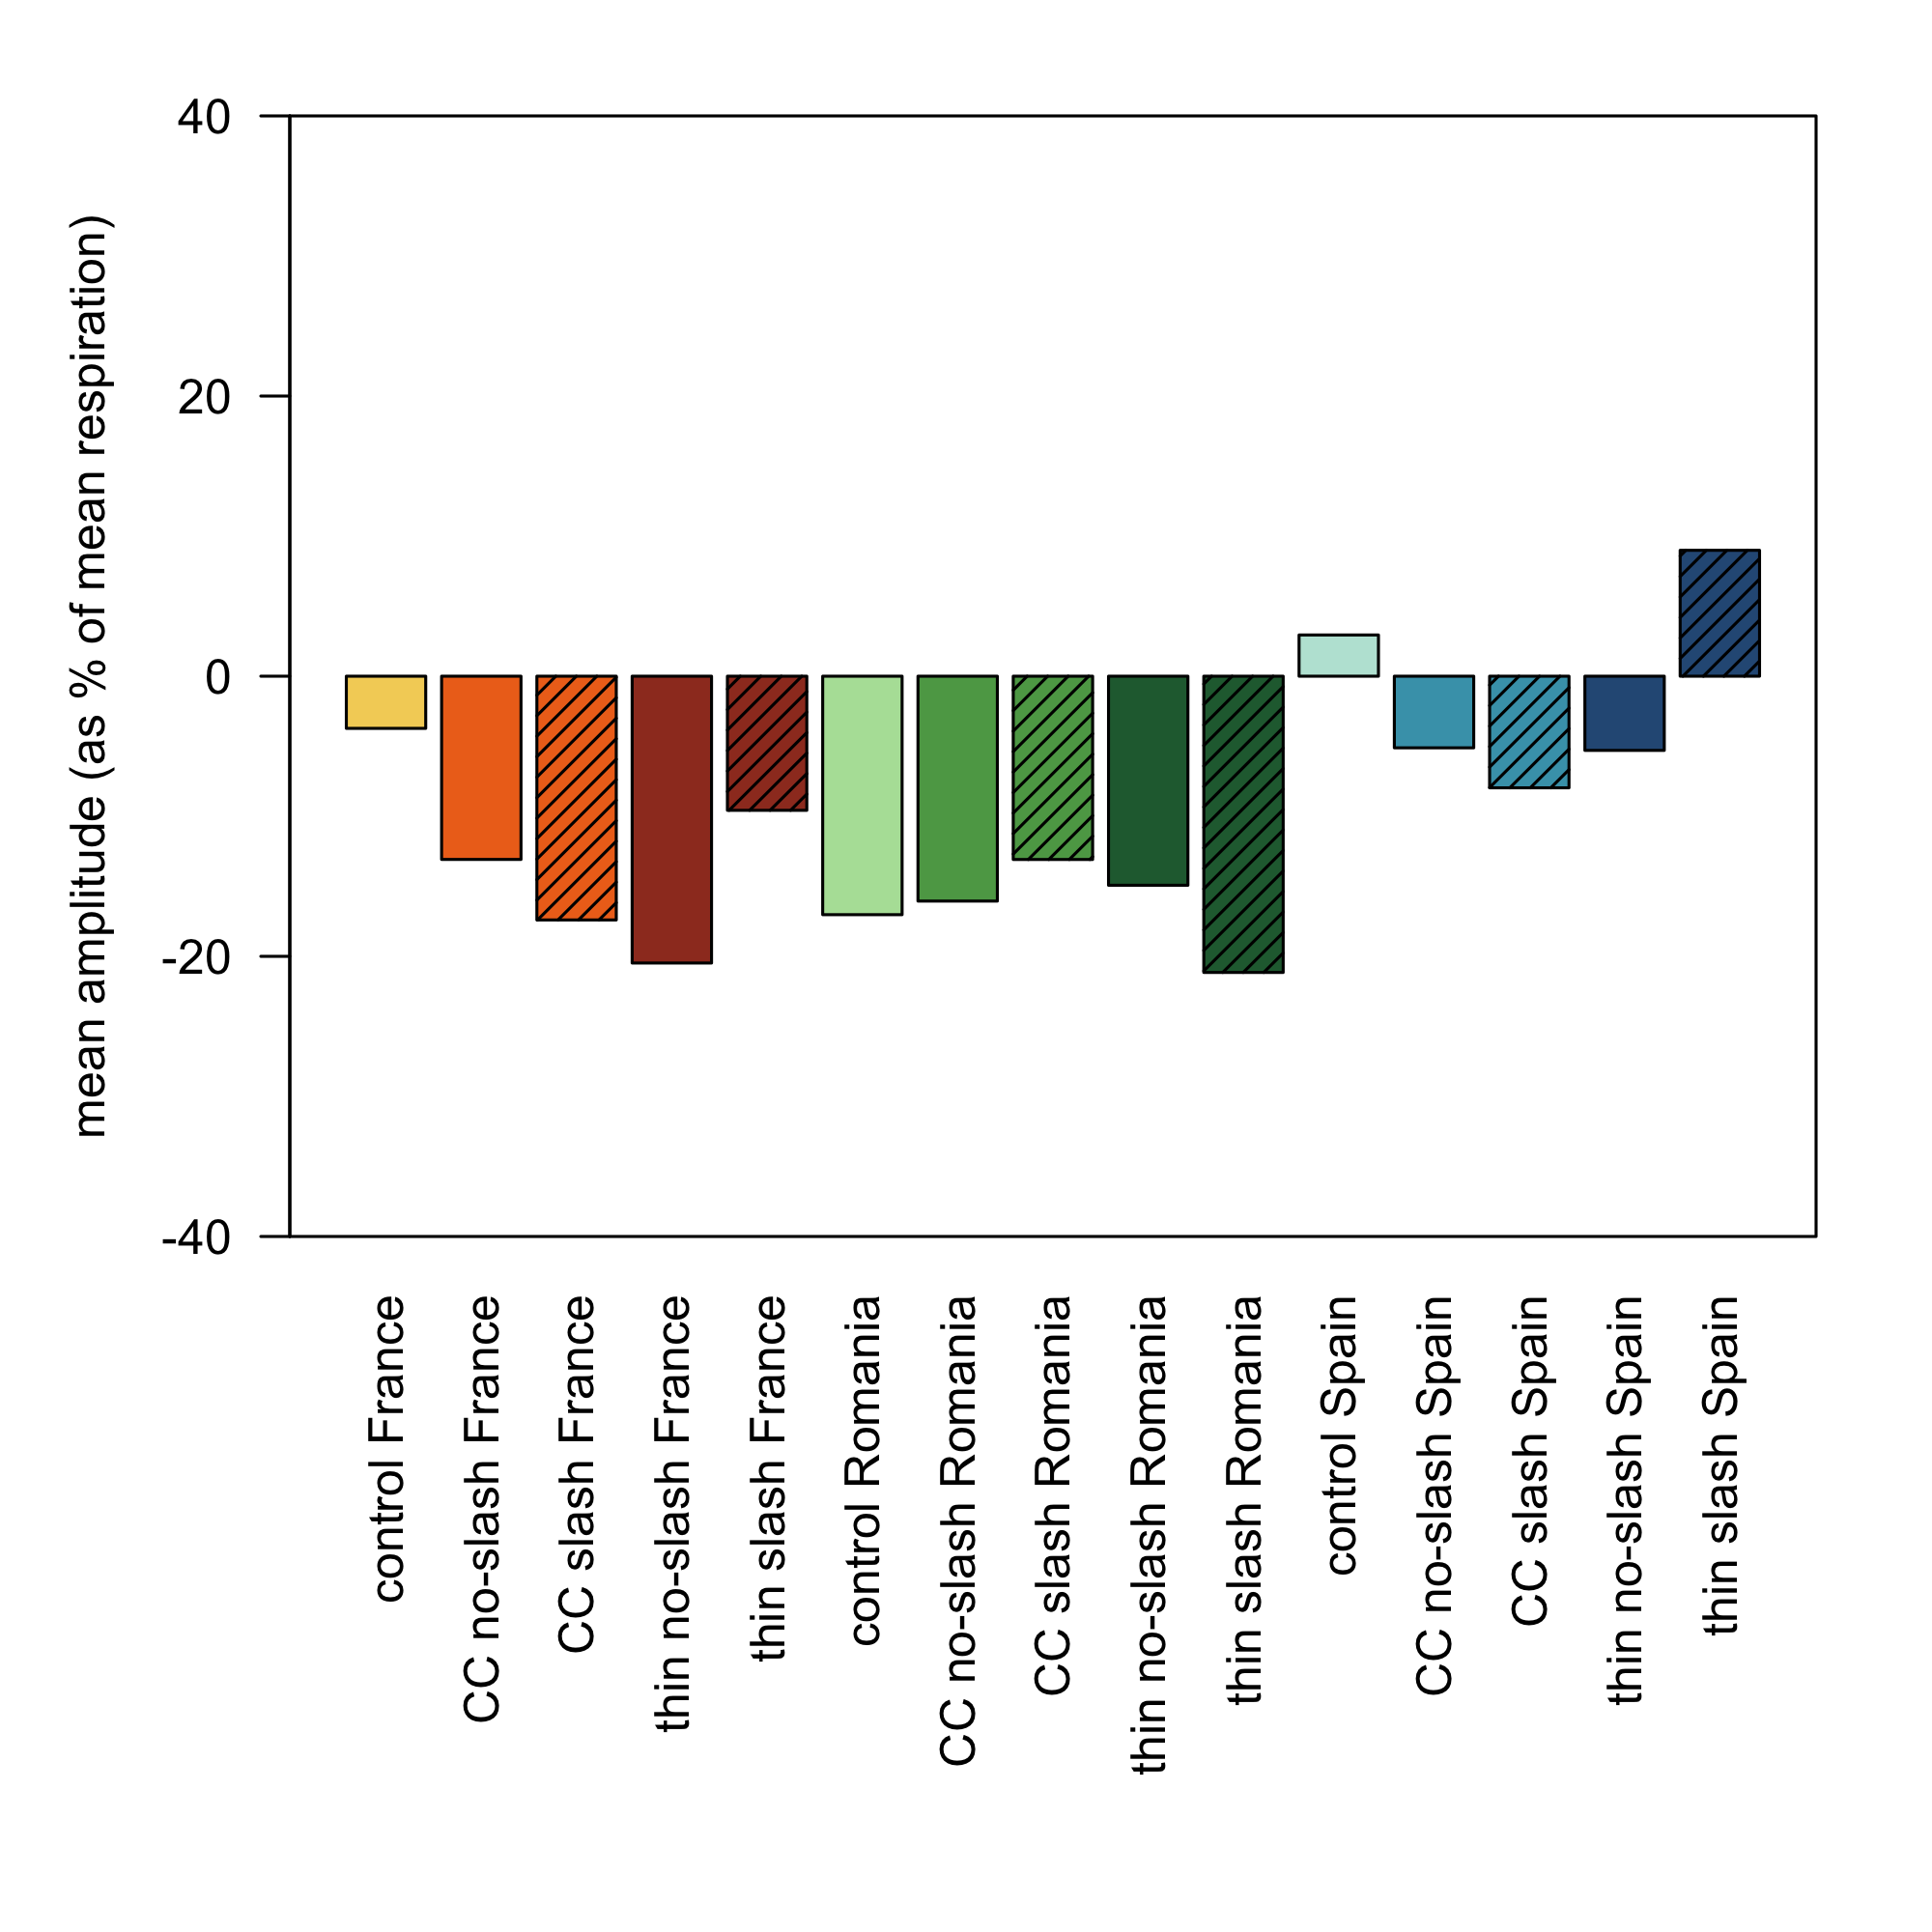 mean amplitude (as % of mean respiration)
40
20
0
-20
-40
control France
CC no-slash France
CC slash France
thin no-slash France
thin slash France
control Romania
CC no-slash Romania
CC slash Romania
thin no-slash Romania
thin slash Romania
control Spain
CC no-slash Spain
CC slash Spain
thin no-slash Spain
thin slash Spain